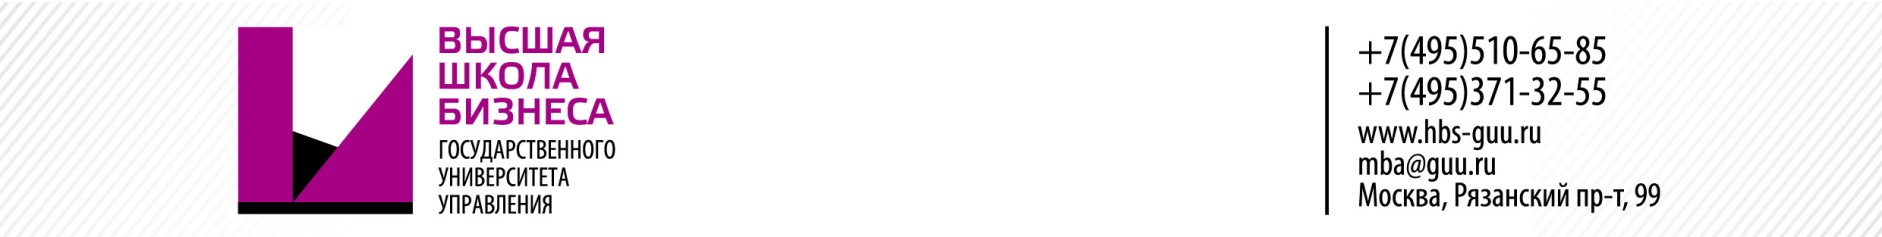 ВЫСШАЯ
ШКОЛА
БИЗНЕСА
ГОСУДАРСТВЕННОГО
УНИВЕРСИТЕТА
УПРАВЛЕНИЯ
+7(495)510-65-85
+7(495)371-32-55
www.hbs-guu.ru
mba@guu.ru
Москва, Рязанский пр-т, 99